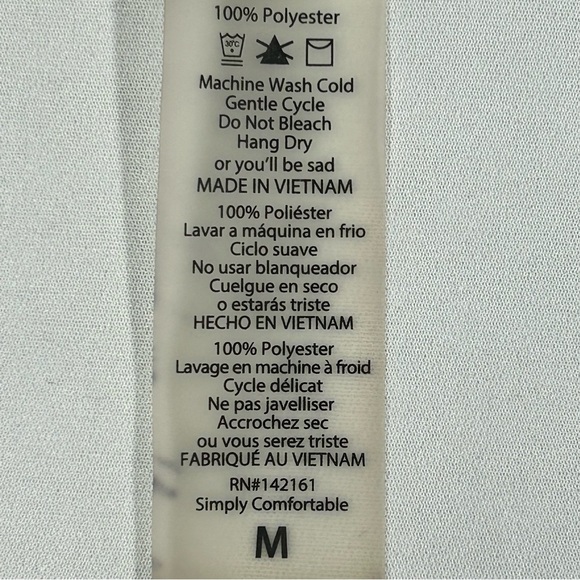 100% Polyester
30°C
Machine Wash Cold
Gentle Cycle
Do Not Bleach
Hang Dry
or you'll be sad
MADE IN VIETNAM
100% Poliéster
Lavar a máquina en frio
Ciclo suave
No usar blanqueador
Cuelgue en seco
o estarás triste
HECHO EN VIETNAM
100% Polyester
Lavage en machine à froid
Cycle délicat
Ne pas javelliser
Accrochez sec
ou vous serez triste
FABRIQUÉ AU VIETNAM
RN#142161
Simply Comfortable
M